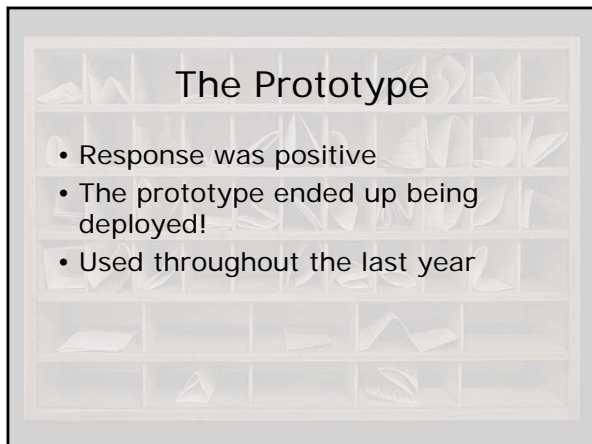 The Prototype
• Response was positive
• The prototype ended up being
deployed!
• Used throughout the last year